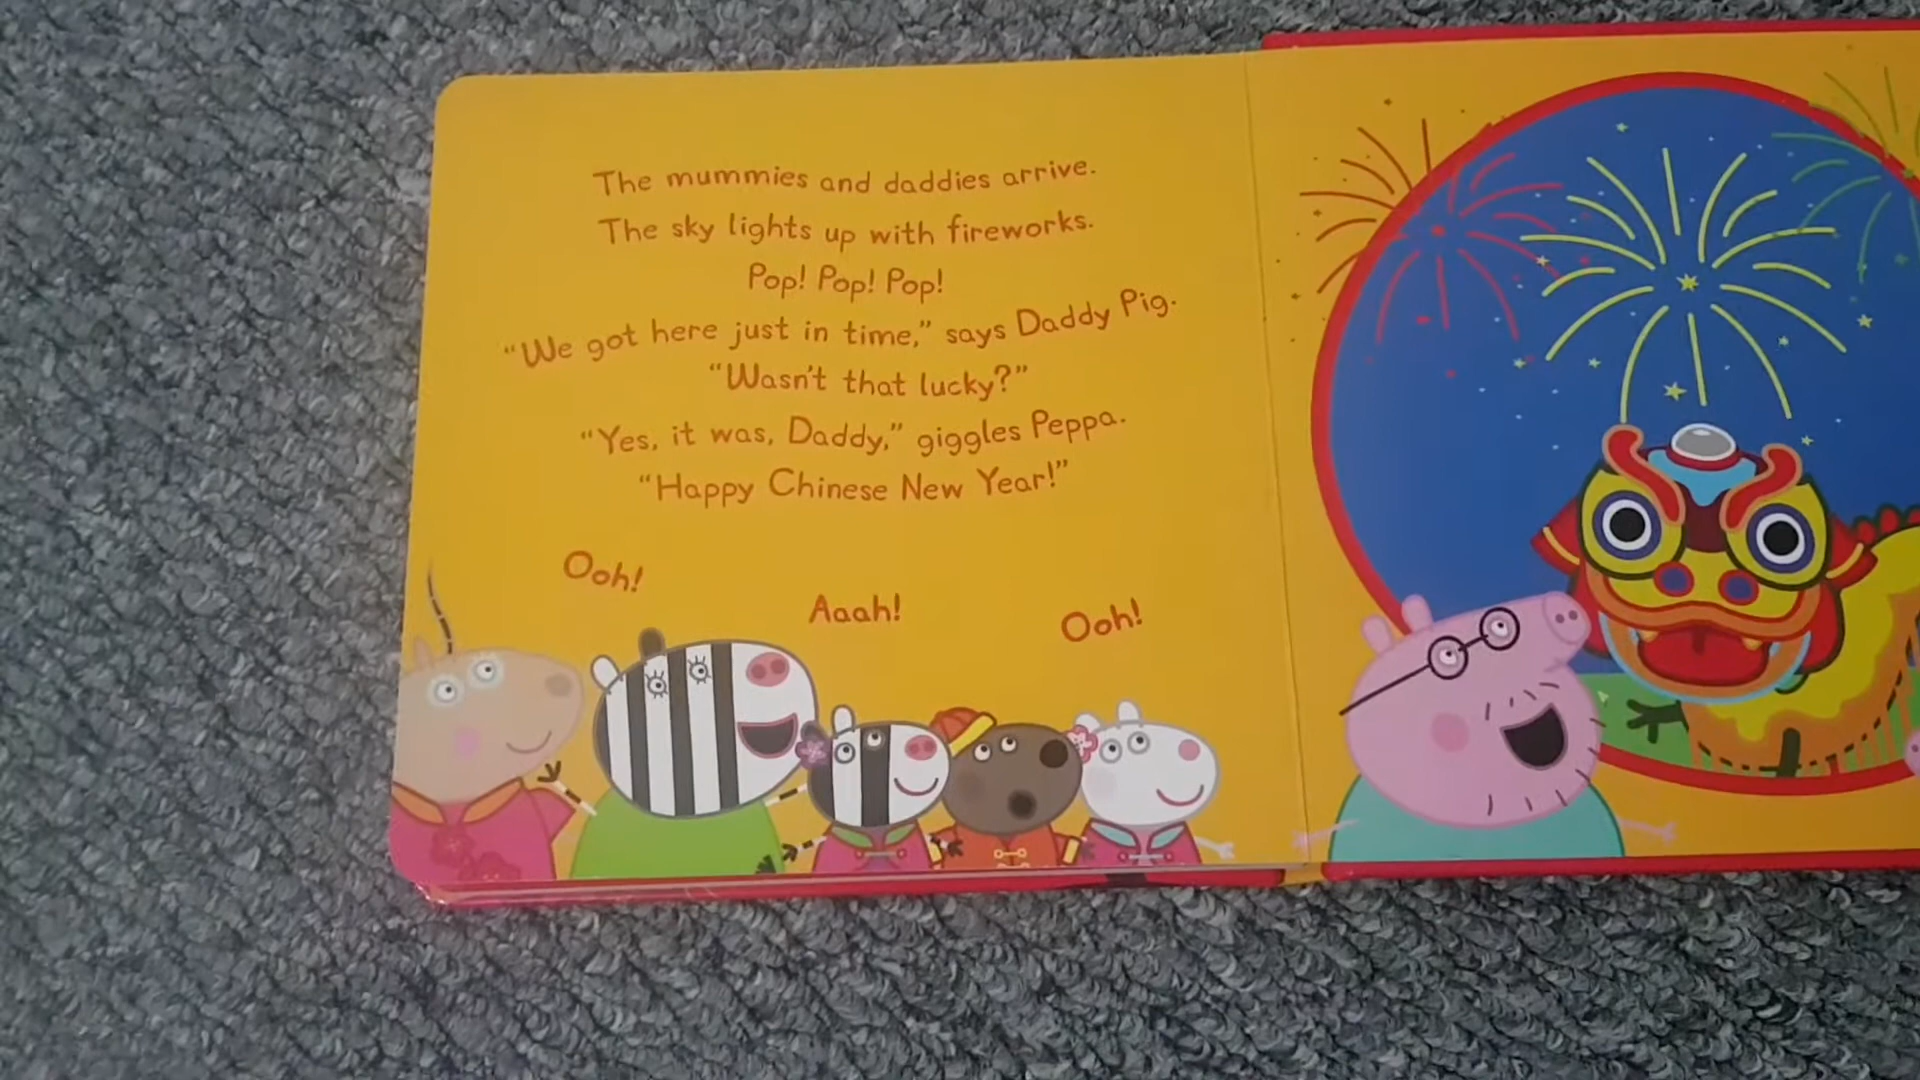 The mummies and daddies arrive.
The sky lights up with fireworks.
Pop! Pop! Pop!
“We got here just in time,” says Daddy Pig.
“Wasn't that lucky?”
“Yes, it was, Daddy,” giggles Peppa.
“Happy Chinese New Year!”
Ooh!
Aaah!
Ooh!